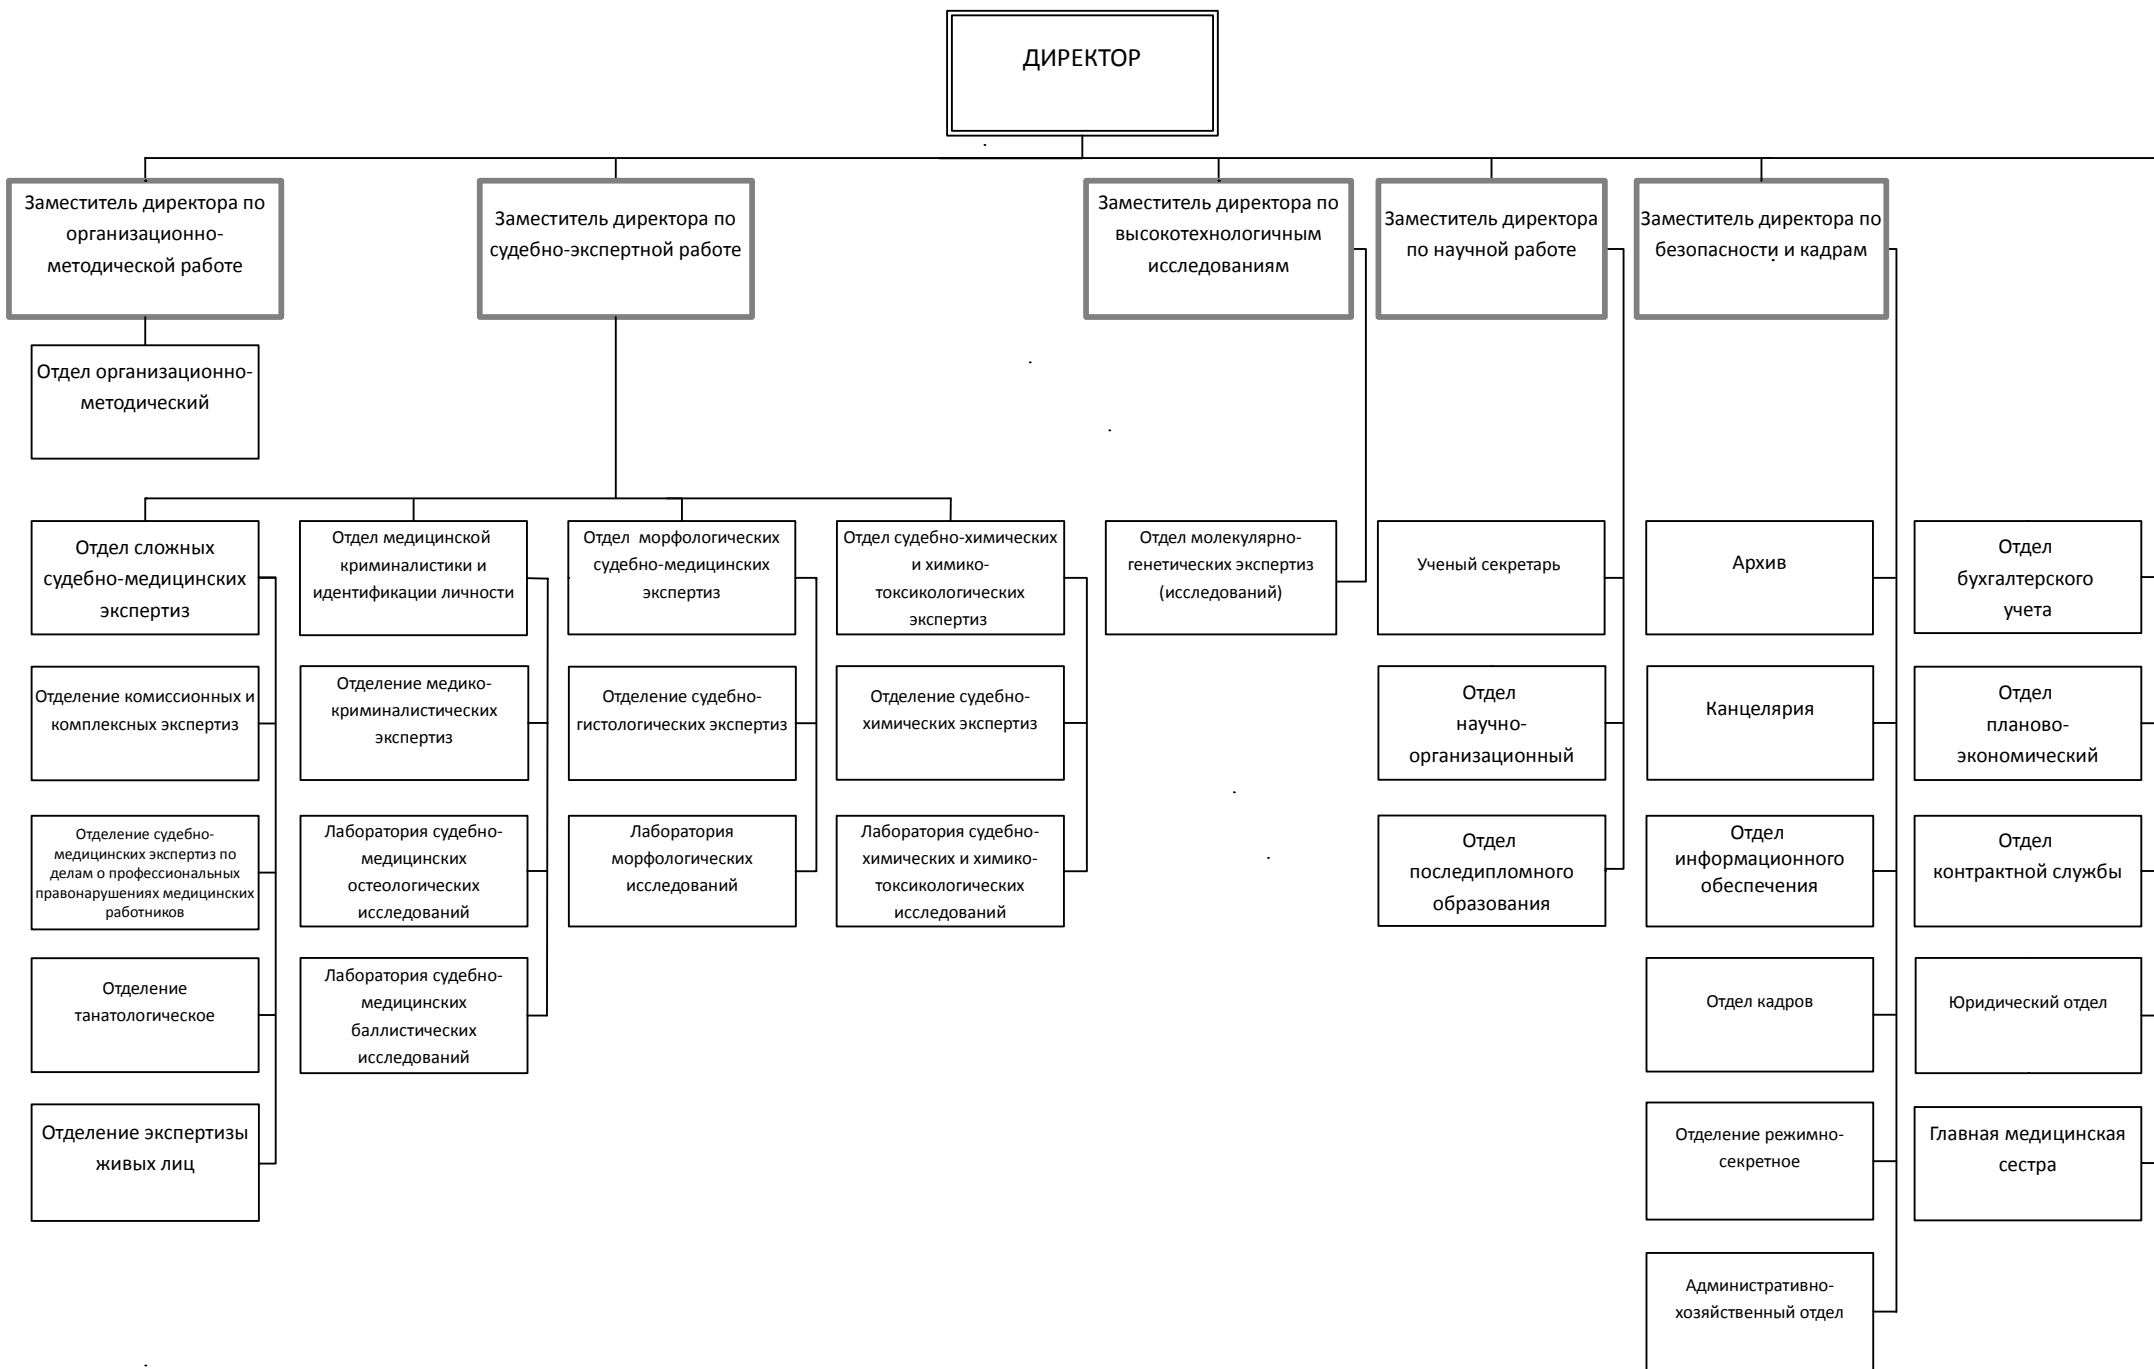 ДИРЕКТОР
Заместитель директора по
организационно-
методической работе
Заместитель директора по
судебно-экспертной работе
Заместитель директора по
высокотехнологичным
исследованиям
Заместитель директора
по научной работе
Заместитель директора по
безопасности и кадрам
Отдел организационно-
методический
Отдел сложных
судебно-медицинских
экспертиз
Отдел медицинской
криминалистики и
идентификации личности
Отдел морфологических
судебно-медицинских
экспертиз
Отдел судебно-химических
и химико-
токсикологических
экспертиз
Отдел молекулярно-
генетических экспертиз
(исследований)
Ученый секретарь
Архив
Отдел
бухгалтерского
учета
Отделение комиссионных и
комплексных экспертиз
Отделение медико-
криминалистических
экспертиз
Отделение судебно-
гистологических экспертиз
Отделение судебно-
химических экспертиз
Отдел
научно-
организационный
Канцелярия
Отдел
планово-
экономический
Отделение судебно-
медицинских экспертиз по
делам о профессиональных
правонарушениях медицинских
работников
Лаборатория судебно-
медицинских
остеологических
исследований
Лаборатория
морфологических
исследований
Лаборатория судебно-
химических и химико-
токсикологических
исследований
Отдел
последипломного
образования
Отдел
информационного
обеспечения
Отдел
контрактной службы
Отделение
танатологическое
Лаборатория судебно-
медицинских
баллистических
исследований
Отдел кадров
Юридический отдел
Отделение экспертизы
живых лиц
Отделение режимно-
секретное
Главная медицинская
сестра
Административно-
хозяйственный отдел